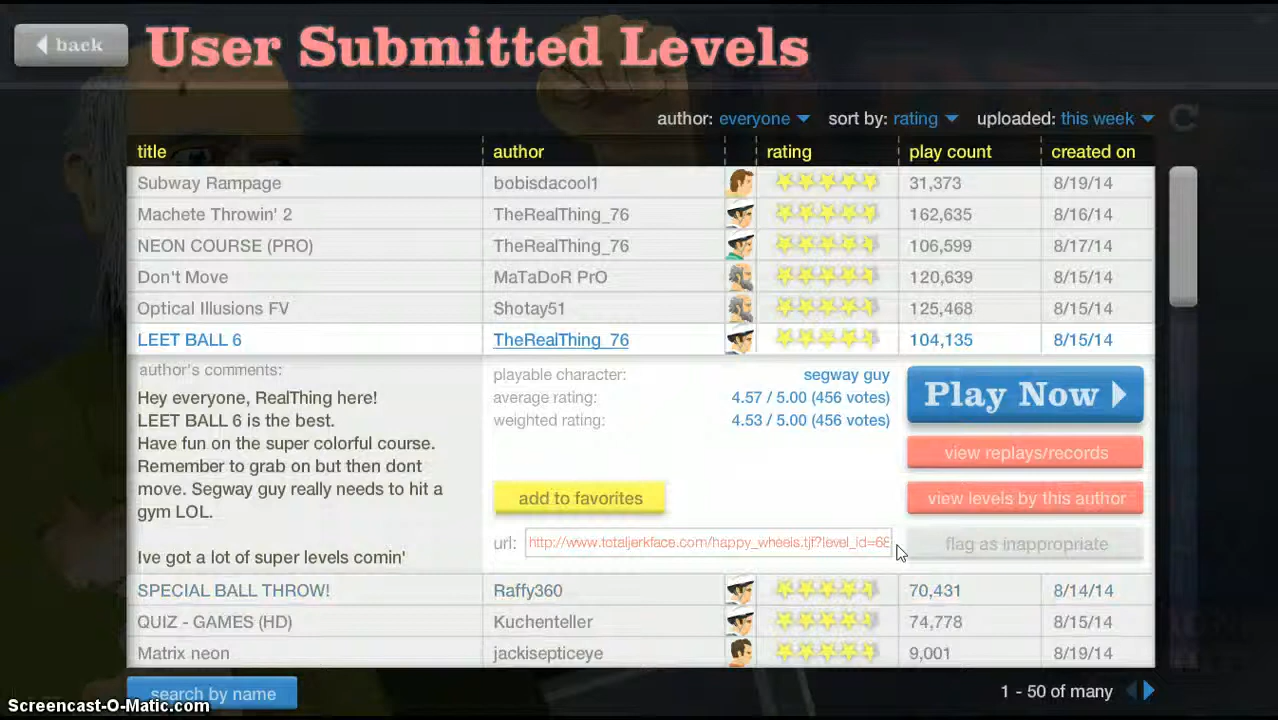 back
User Submitted Levels
author: everyone sort by: rating uploaded: this week
title author rating play count created on
Subway Rampage bobisdacool1 31,373 8/19/14
Machete Throwin' 2 TheRealThing_76 162,635 8/16/14
NEON COURSE (PRO) TheRealThing_76 106,599 8/17/14
Don't Move MaTaDoR PrO 120,639 8/15/14
Optical Illusions FV Shotay51 125,468 8/15/14
LEET BALL 6 TheRealThing_76 104,135 8/15/14
author's comments:
Hey everyone, RealThing here!
LEET BALL 6 is the best.
Have fun on the super colorful course.
Remember to grab on but then dont
move. Segway guy really needs to hit a
gym LOL.
Ive got a lot of super levels comin'
playable character: segway guy
average rating: 4.57 / 5.00 (456 votes)
weighted rating: 4.53 / 5.00 (456 votes)
add to favorites
url: http://www.totaljerkface.com/happy_wheels.tjf?level_id=68
Play Now
view replays/records
view levels by this author
flag as inappropriate
SPECIAL BALL THROW! Raffy360 70,431 8/14/14
QUIZ - GAMES (HD) Kuchenteller 74,778 8/15/14
Matrix neon jackisepticeye 9,001 8/19/14
search by name
1 - 50 of many
Screencast-O-Matic.com